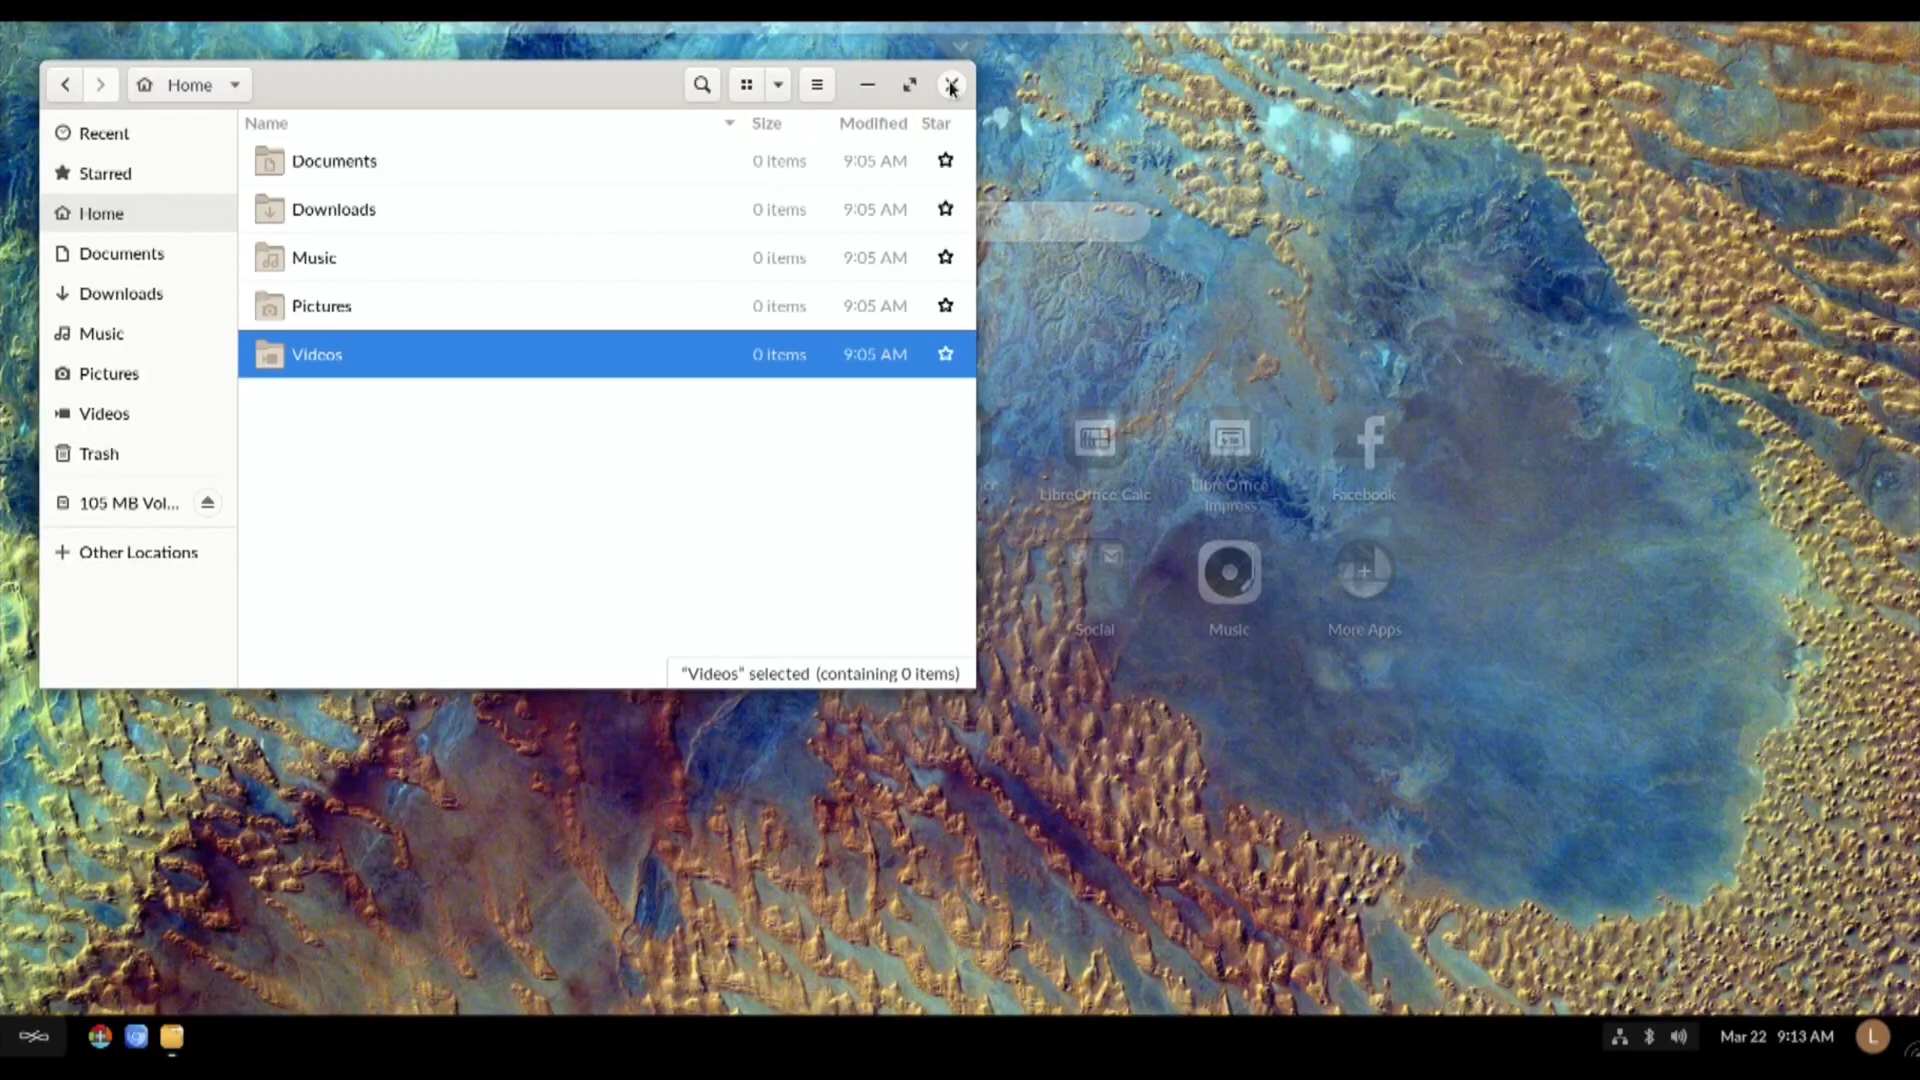 Home
Name Size Modified Star
Recent
Starred
Home
Documents
Downloads
Music
Pictures
Videos
Trash
105 MB Vol...
Other Locations
Documents 0 items 9:05 AM
Downloads 0 items 9:05 AM
Music 0 items 9:05 AM
Pictures 0 items 9:05 AM
Videos 0 items 9:05 AM
"Videos" selected (containing 0 items)
LibreOffice Calc
LibreOffice
Impress
Facebook
Social
Music
More Apps
Mar 22 9:13 AM
L